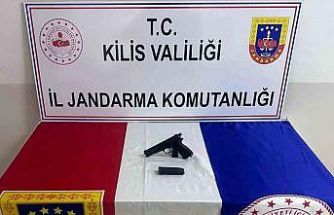 T.C.
KİLİS VALİLİĞİ
İL JANDARMA KOMUTANLIĞI